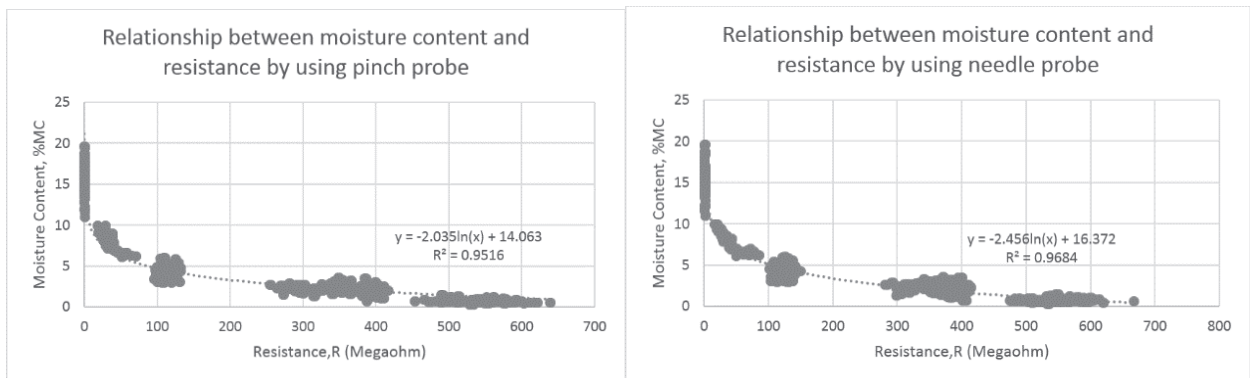 Relationship between moisture content and
resistance by using pinch probe
Moisture Content, %MC
25
20
15
10
5
0
y = -2.035ln(x) + 14.063
R² = 0.9516
0 100 200 300 400 500 600 700
Resistance,R (Megaohm)
Relationship between moisture content and
resistance by using needle probe
Moisture Content, %MC
25
20
15
10
5
0
y = -2.456ln(x) + 16.372
R² = 0.9684
0 100 200 300 400 500 600 700 800
Resistance,R (Megaohm)